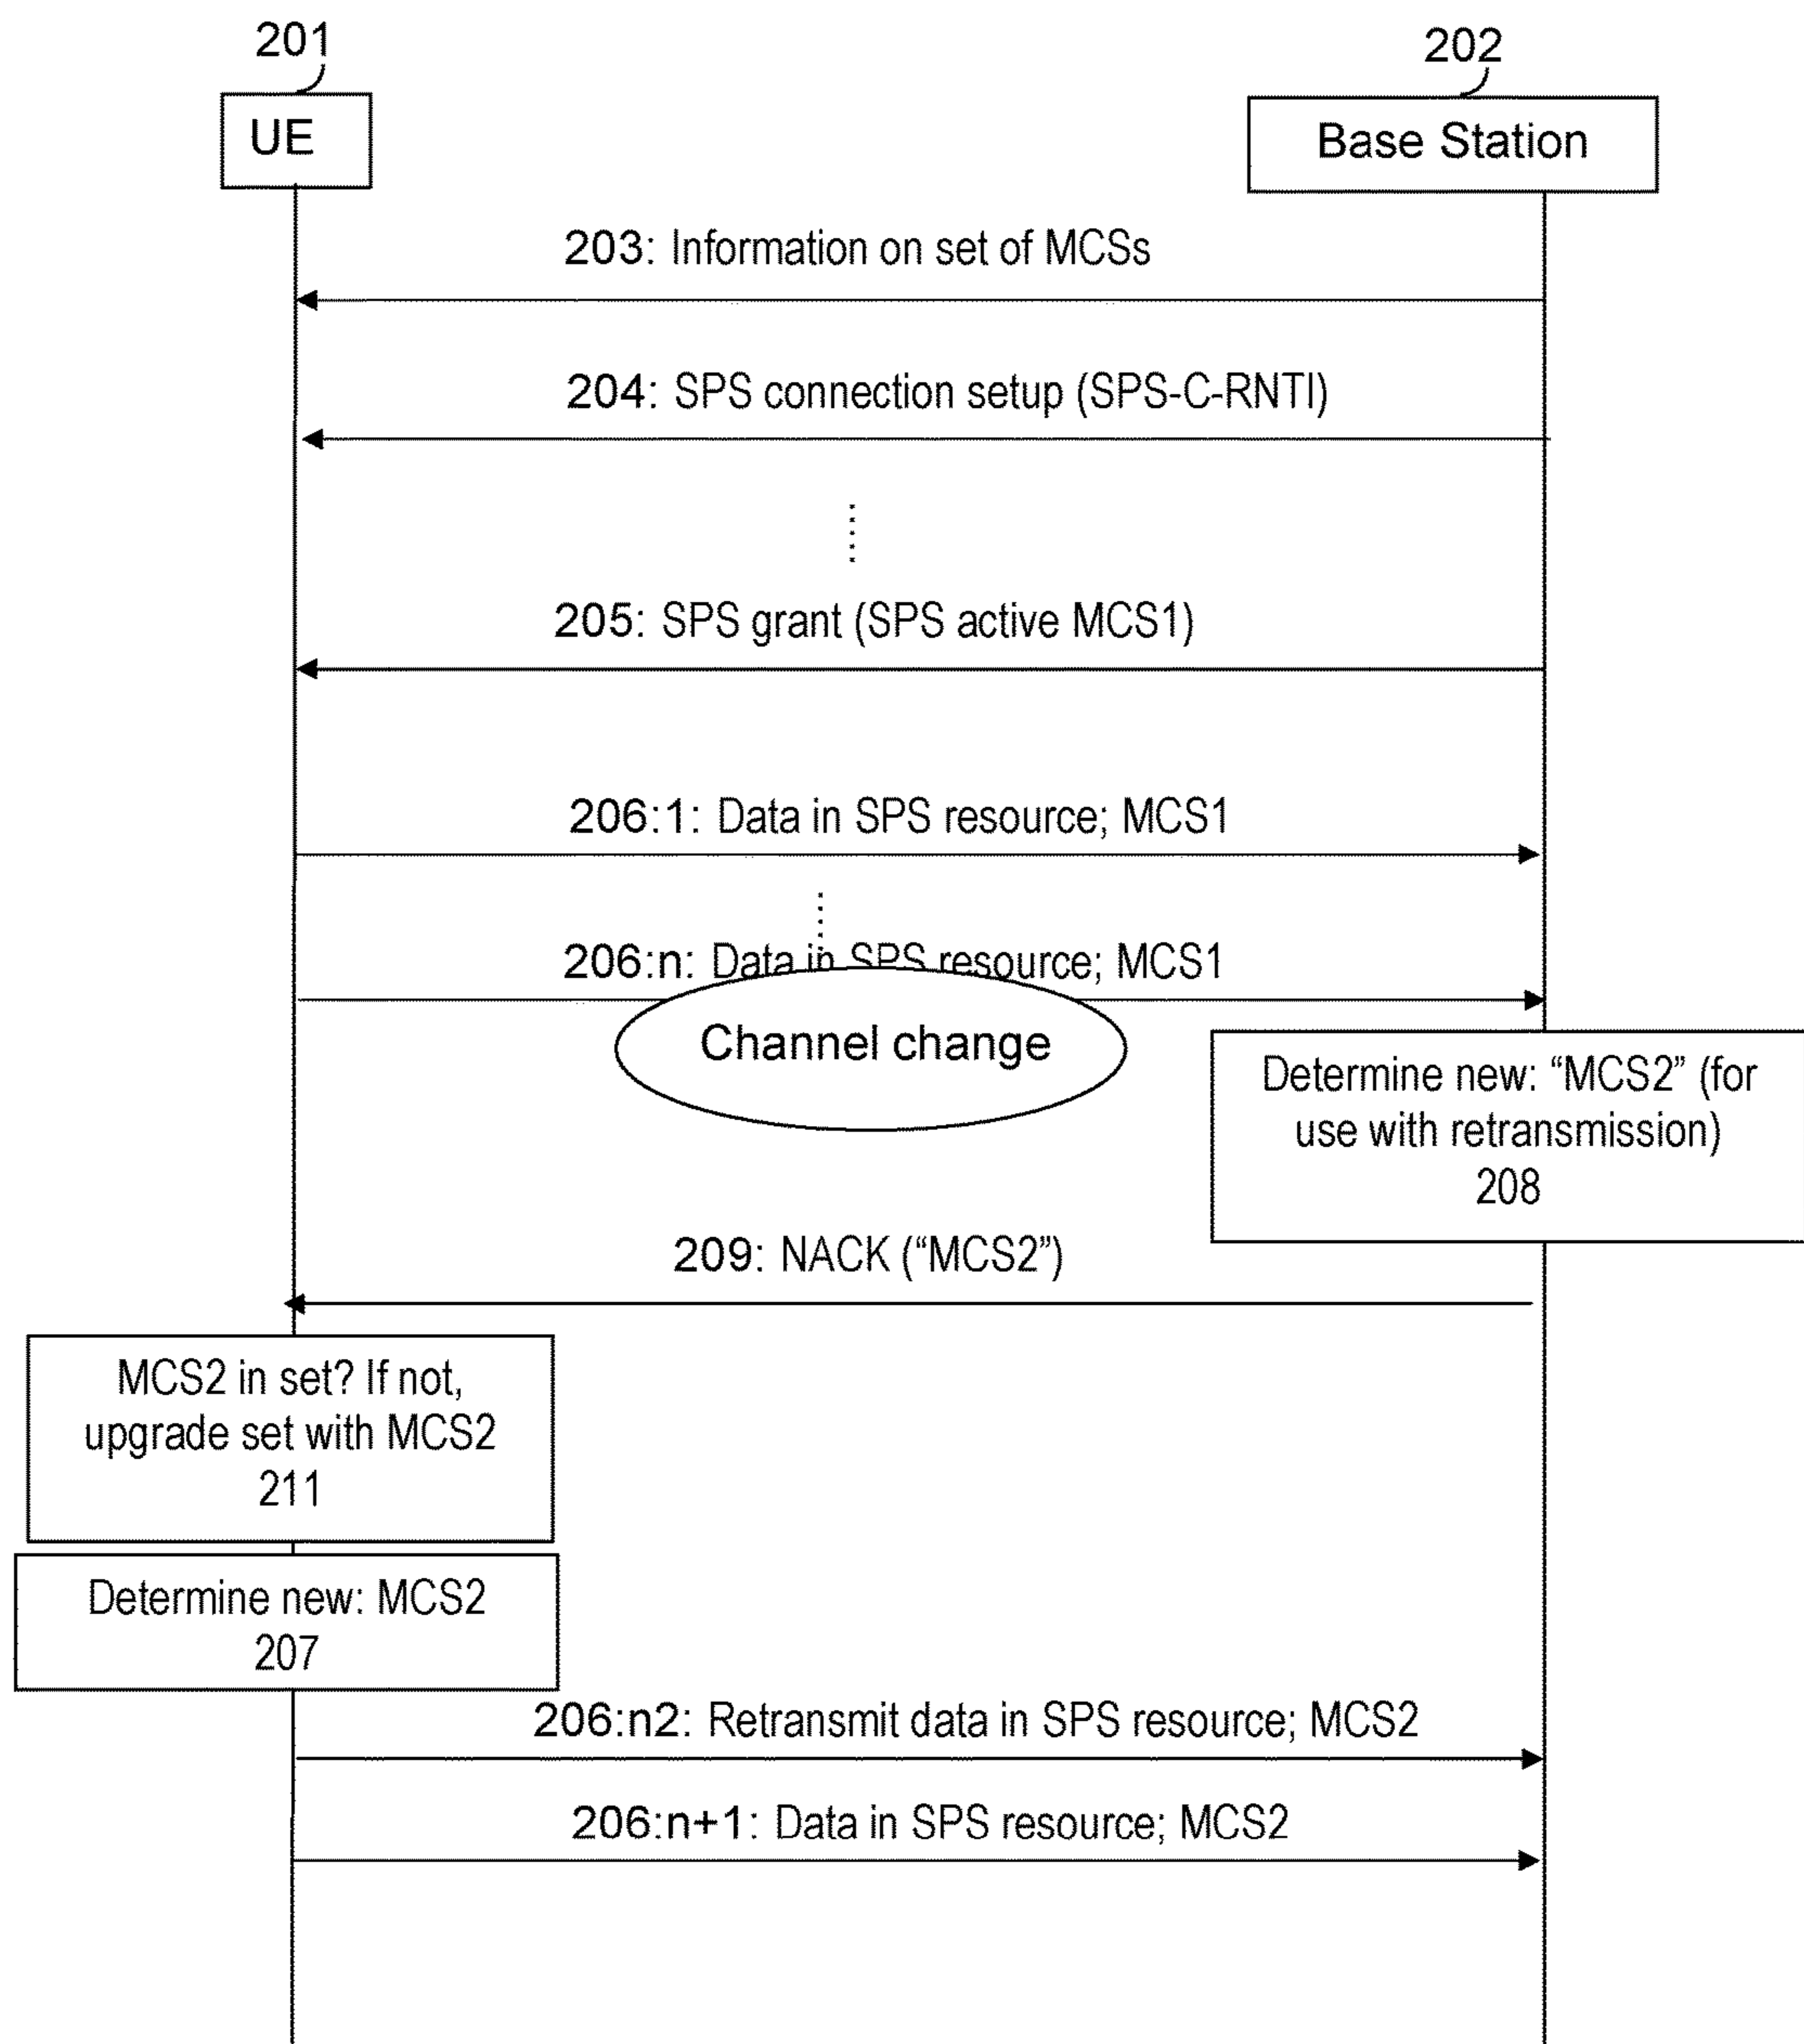 201
202
UE
Base Station
203: Information on set of MCSs
204: SPS connection setup (SPS-C-RNTI)
205: SPS grant (SPS active MCS1)
206:1: Data in SPS resource; MCS1
206:n: Data in SPS resource; MCS1
Channel change
Determine new: “MCS2” (for
use with retransmission)
208
209: NACK (“MCS2”)
MCS2 in set? If not,
upgrade set with MCS2
211
Determine new: MCS2
207
206:n2: Retransmit data in SPS resource; MCS2
206:n+1: Data in SPS resource; MCS2